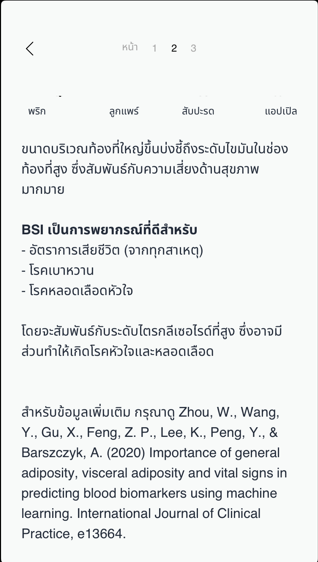 หน้า 1 2 3
พริก ลูกแพร์ สับปะรด แอปเปิล
ขนาดบริเวณท้องที่ใหญ่ขึ้นบ่งชี้ถึงระดับไขมันในช่อง
ท้องที่สูง ซึ่งสัมพันธ์กับความเสี่ยงด้านสุขภาพ
มากมาย
BSI เป็นการพยากรณ์ที่ดีสำหรับ
- อัตราการเสียชีวิต (จากทุกสาเหตุ)
- โรคเบาหวาน
- โรคหลอดเลือดหัวใจ
โดยจะสัมพันธ์กับระดับไตรกลีเซอไรด์ที่สูง ซึ่งอาจมี
ส่วนทำให้เกิดโรคหัวใจและหลอดเลือด
สำหรับข้อมูลเพิ่มเติม กรุณาดู Zhou, W., Wang,
Y., Gu, X., Feng, Z. P., Lee, K., Peng, Y., &
Barszczyk, A. (2020) Importance of general
adiposity, visceral adiposity and vital signs in
predicting blood biomarkers using machine
learning. International Journal of Clinical
Practice, e13664.